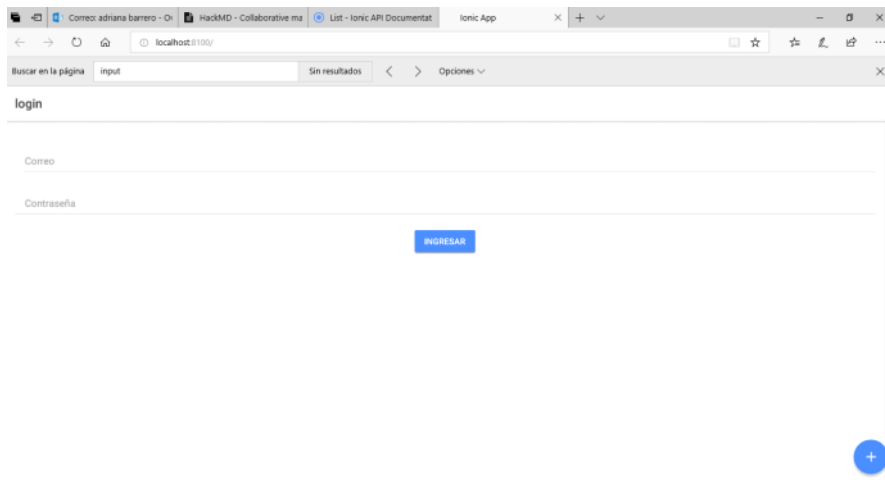 Correo: adriana barrero - O
HackMD - Collaborative ma
List - Ionic API Documentat
Ionic App
localhost:8100/
Buscar en la página input Sin resultados Opciones
login
Correo
Contraseña
INGRESAR
+